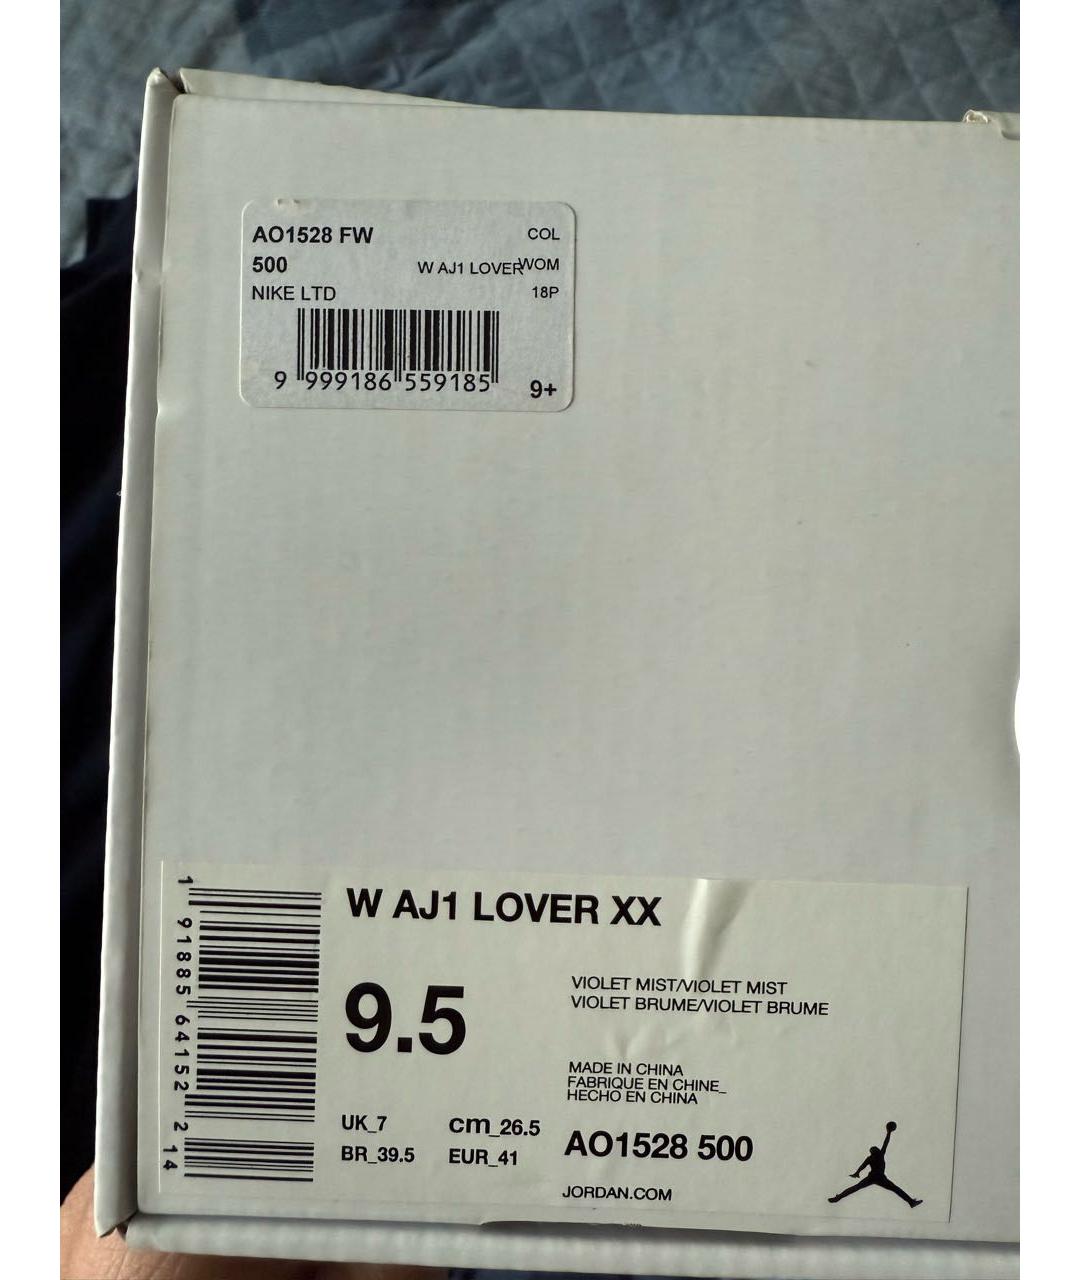 AO1528 FW COL
500 W AJ1 LOVER WOM
NIKE LTD 18P
9 999186 559185 9+
W AJ1 LOVER XX
9.5
VIOLET MIST/VIOLET MIST
VIOLET BRUME/VIOLET BRUME
MADE IN CHINA
FABRIQUE EN CHINE_
HECHO EN CHINA
UK_7 cm_26.5
BR_39.5 EUR_41
AO1528 500
JORDAN.COM
1 91885 64152 2 14